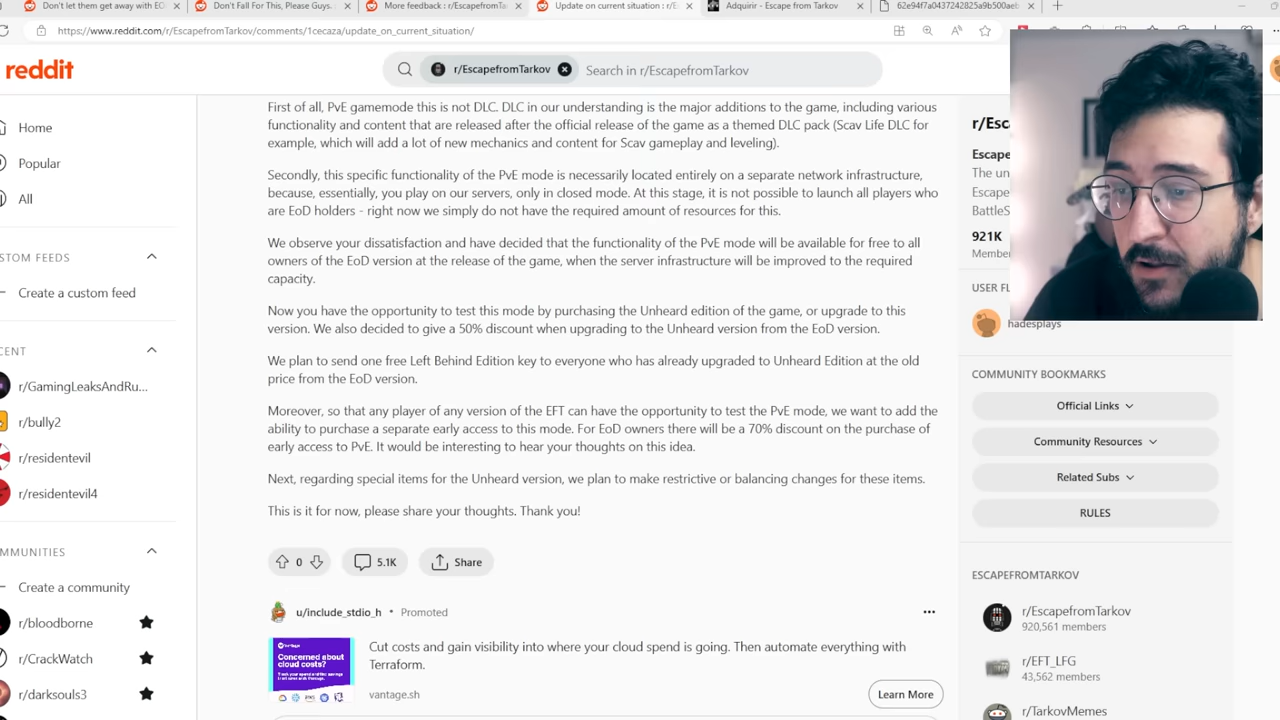 Don't let them get away with EO
Don't Fall For This, Please Guys.
More feedback : r/EscapefromTa
Update on current situation : r/Es
Adquirir - Escape from Tarkov
62e94f7a0437242825a9b500aeb
https://www.reddit.com/r/EscapefromTarkov/comments/1cecaza/update_on_current_situation/
reddit
r/EscapefromTarkov
Search in r/EscapefromTarkov
Home
Popular
All
STOM FEEDS
Create a custom feed
CENT
r/GamingLeaksAndRu...
r/bully2
r/residentevil
r/residentevil4
MMUNITIES
Create a community
r/bloodborne
r/CrackWatch
r/darksouls3
First of all, PvE gamemode this is not DLC. DLC in our understanding is the major additions to the game, including various
functionality and content that are released after the official release of the game as a themed DLC pack (Scav Life DLC for
example, which will add a lot of new mechanics and content for Scav gameplay and leveling).
Secondly, this specific functionality of the PvE mode is necessarily located entirely on a separate network infrastructure,
because, essentially, you play on our servers, only in closed mode. At this stage, it is not possible to launch all players who
are EoD holders - right now we simply do not have the required amount of resources for this.
We observe your dissatisfaction and have decided that the functionality of the PvE mode will be available for free to all
owners of the EoD version at the release of the game, when the server infrastructure will be improved to the required
capacity.
Now you have the opportunity to test this mode by purchasing the Unheard edition of the game, or upgrade to this
version. We also decided to give a 50% discount when upgrading to the Unheard version from the EoD version.
We plan to send one free Left Behind Edition key to everyone who has already upgraded to Unheard Edition at the old
price from the EoD version.
Moreover, so that any player of any version of the EFT can have the opportunity to test the PvE mode, we want to add the
ability to purchase a separate early access to this mode. For EoD owners there will be a 70% discount on the purchase of
early access to PvE. It would be interesting to hear your thoughts on this idea.
Next, regarding special items for the Unheard version, we plan to make restrictive or balancing changes for these items.
This is it for now, please share your thoughts. Thank you!
0
5.1K
Share
u/include_stdio_h • Promoted
Concerned about
cloud costs?
Cut costs and gain visibility into where your cloud spend is going. Then automate everything with
Terraform.
vantage.sh
Learn More
r/Esc
Escape
The un
Escape
BattleS
921K
Membe
USER FL
hadesplays
COMMUNITY BOOKMARKS
Official Links
Community Resources
Related Subs
RULES
ESCAPEFROMTARKOV
r/EscapefromTarkov
920,561 members
r/EFT_LFG
43,562 members
r/TarkovMemes